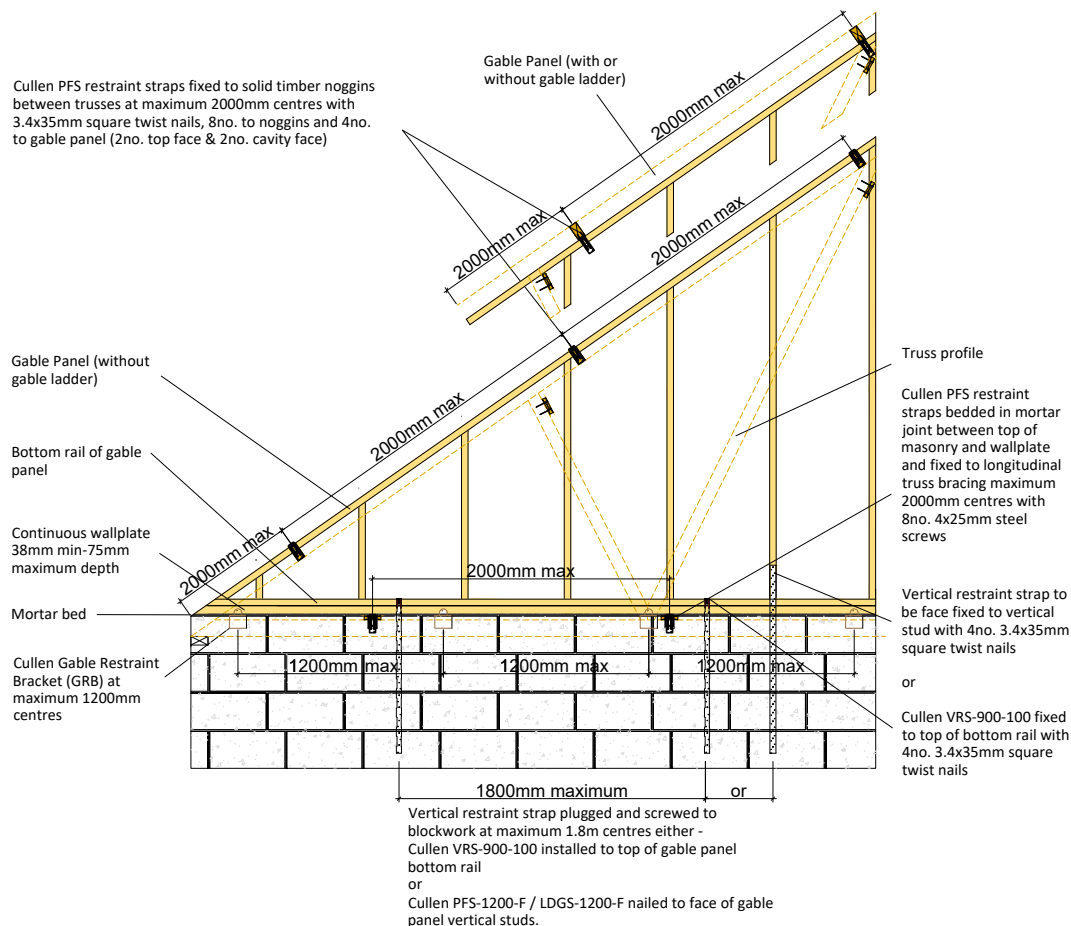 Cullen PFS restraint straps fixed to solid timber noggins
between trusses at maximum 2000mm centres with
3.4x35mm square twist nails, 8no. to noggins and 4no.
to gable panel (2no. top face & 2no. cavity face)
Gable Panel (with or
without gable ladder)
2000mm max
2000mm max
2000mm max
2000mm max
2000mm max
Gable Panel (without
gable ladder)
Bottom rail of gable
panel
Continuous wallplate
38mm min-75mm
maximum depth
Mortar bed
Cullen Gable Restraint
Bracket (GRB) at
maximum 1200mm
centres
2000mm max
1200mm max
1200mm max
1200mm max
Truss profile
Cullen PFS restraint
straps bedded in mortar
joint between top of
masonry and wallplate
and fixed to longitudinal
truss bracing maximum
2000mm centres with
8no. 4x25mm steel
screws
Vertical restraint strap to
be face fixed to vertical
stud with 4no. 3.4x35mm
square twist nails
or
Cullen VRS-900-100 fixed
to top of bottom rail with
4no. 3.4x35mm square
twist nails
1800mm maximum
or
Vertical restraint strap plugged and screwed to
blockwork at maximum 1.8m centres either -
Cullen VRS-900-100 installed to top of gable panel
bottom rail
or
Cullen PFS-1200-F / LDGS-1200-F nailed to face of gable
panel vertical studs.